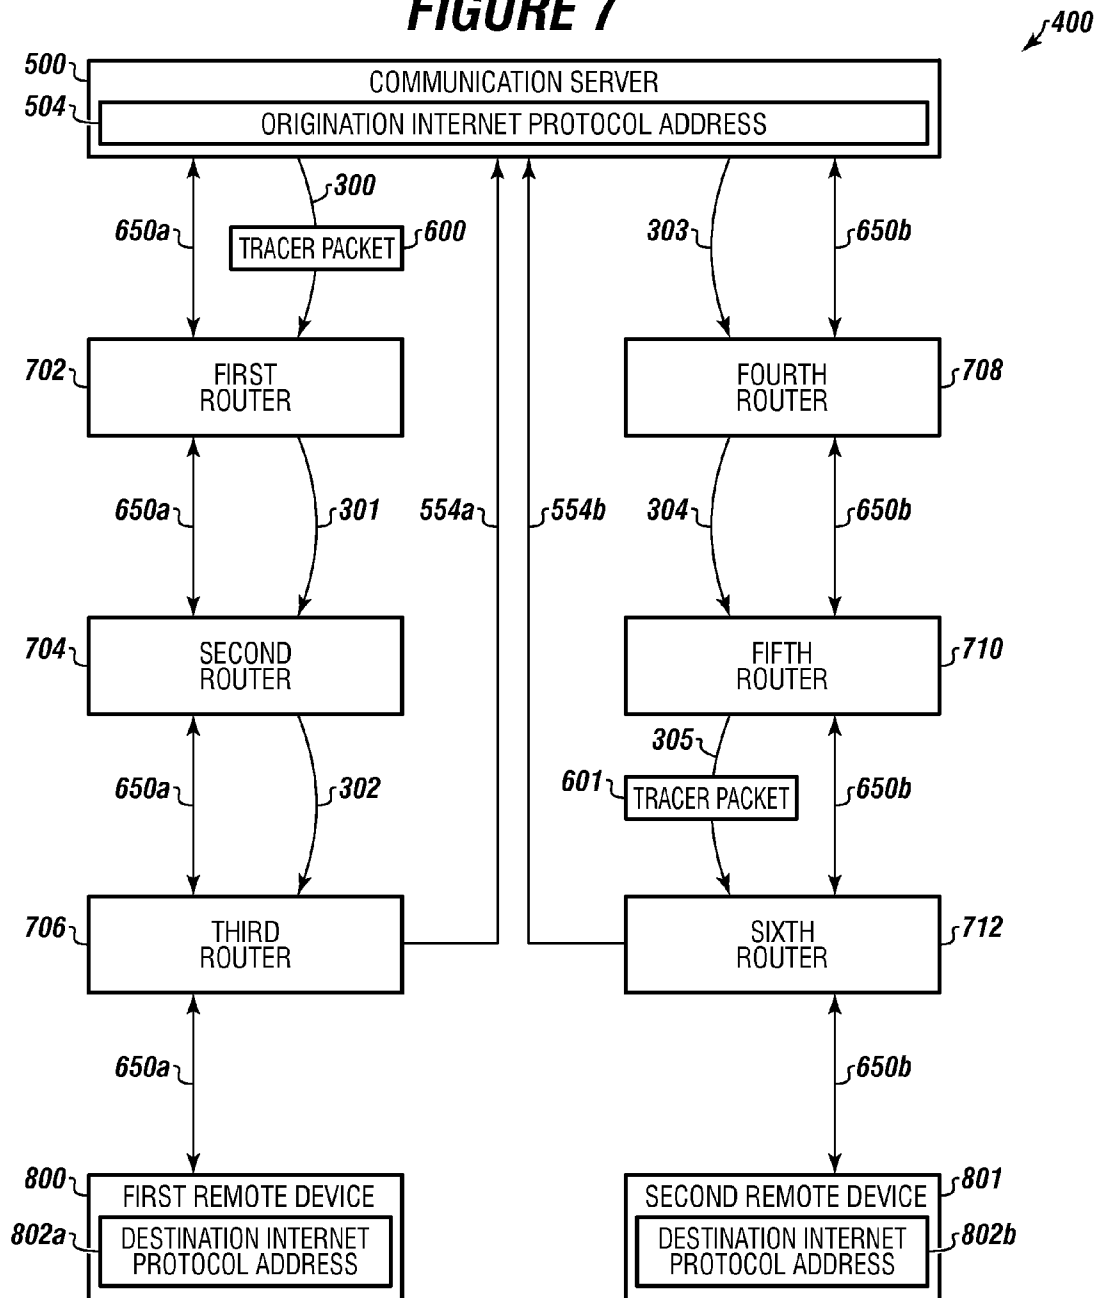 FIGURE 7
400
500
COMMUNICATION SERVER
504
ORIGINATION INTERNET PROTOCOL ADDRESS
300
650a
TRACER PACKET
600
303
650b
702
FIRST
ROUTER
FOURTH
ROUTER
708
650a
301
554a
554b
304
650b
704
SECOND
ROUTER
FIFTH
ROUTER
710
305
650a
302
601
TRACER PACKET
650b
706
THIRD
ROUTER
SIXTH
ROUTER
712
650a
650b
800
FIRST REMOTE DEVICE
802a
DESTINATION INTERNET
PROTOCOL ADDRESS
SECOND REMOTE DEVICE
801
DESTINATION INTERNET
PROTOCOL ADDRESS
802b